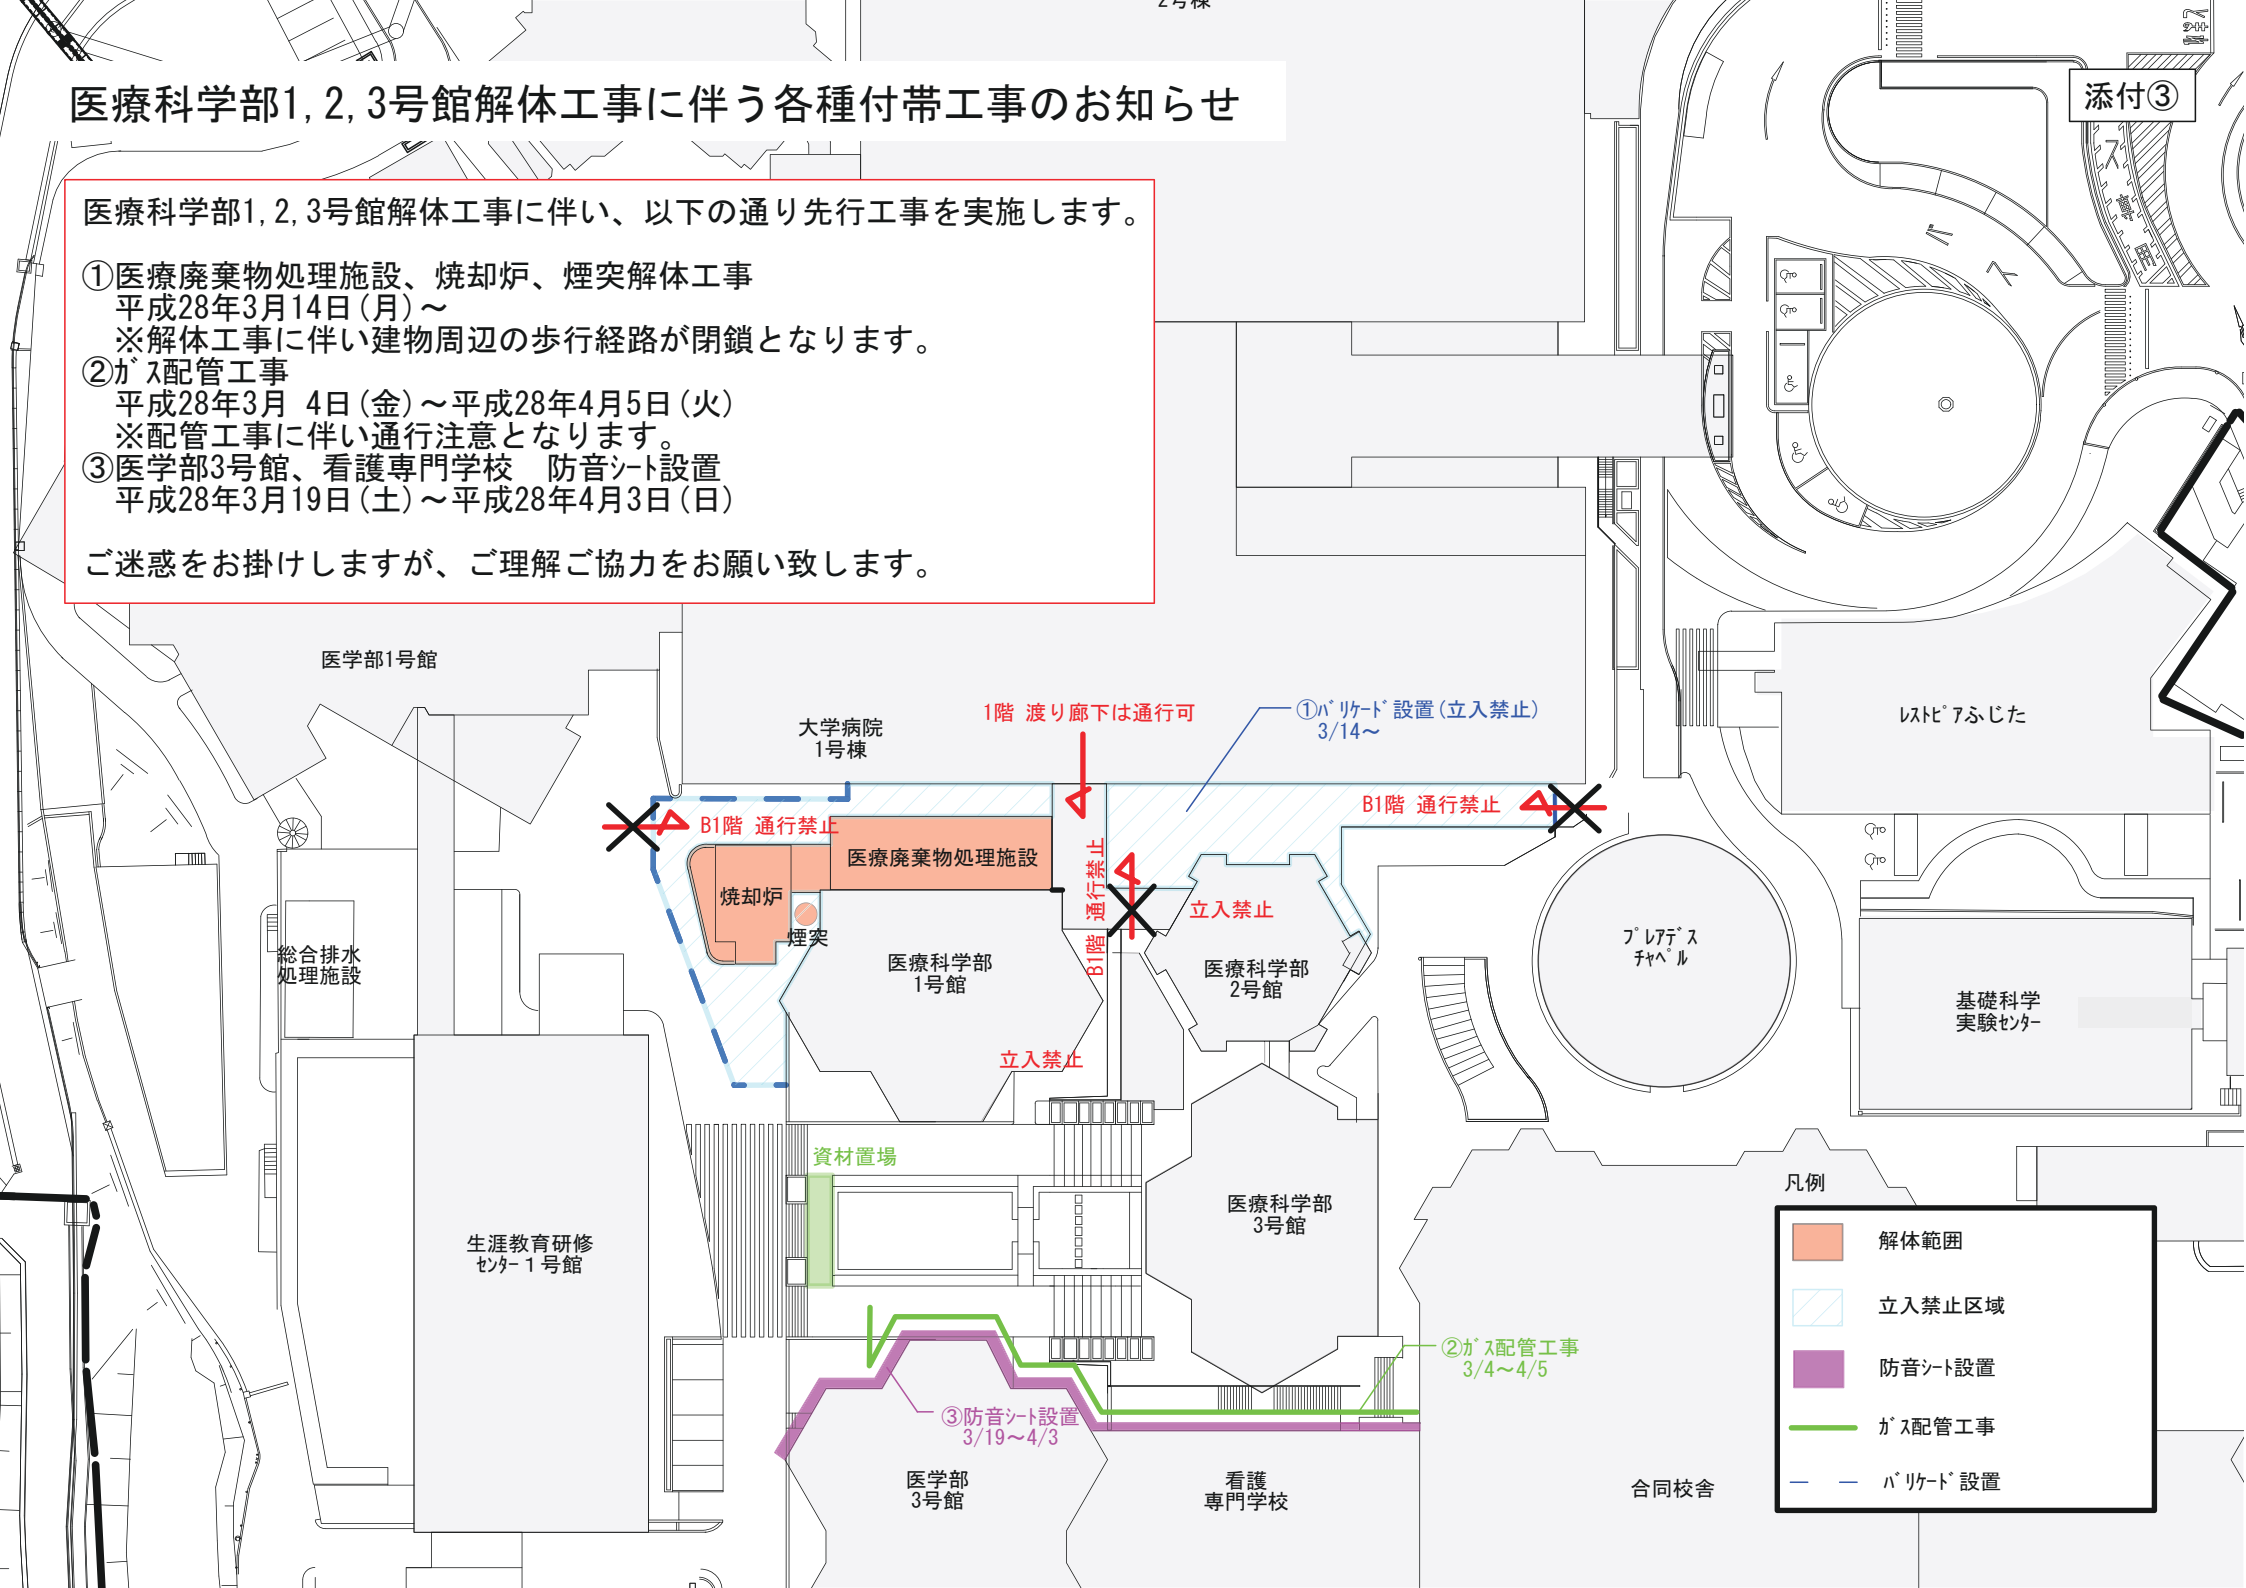 2号棟
医療科学部1,2,3号館解体工事に伴う各種付帯工事のお知らせ
添付③
医療科学部1,2,3号館解体工事に伴い、以下の通り先行工事を実施します。
①医療廃棄物処理施設、焼却炉、煙突解体工事
平成28年3月14日(月)～
※解体工事に伴い建物周辺の歩行経路が閉鎖となります。
②ｶﾞｽ配管工事
平成28年3月 4日(金)～平成28年4月5日(火)
※配管工事に伴い通行注意となります。
③医学部3号館、看護専門学校　防音ｼｰﾄ設置
平成28年3月19日(土)～平成28年4月3日(日)
ご迷惑をお掛けしますが、ご理解ご協力をお願い致します。
バス
医学部1号館
大学病院
1号棟
1階 渡り廊下は通行可
①ﾊﾞﾘｹｰﾄﾞ設置(立入禁止)
3/14～
ﾚｽﾄﾋﾟｱふじた
B1階 通行禁止
B1階 通行禁止
B1階 通行禁止
医療廃棄物処理施設
焼却炉
煙突
立入禁止
総合排水
処理施設
医療科学部
1号館
医療科学部
2号館
ﾌﾟﾚｱﾃﾞｽ
ﾁｬﾍﾟﾙ
基礎科学
実験ｾﾝﾀｰ
立入禁止
資材置場
医療科学部
3号館
生涯教育研修
ｾﾝﾀｰ１号館
②ｶﾞｽ配管工事
3/4～4/5
③防音ｼｰﾄ設置
3/19～4/3
医学部
3号館
看護
専門学校
合同校舎
凡例
解体範囲
立入禁止区域
防音ｼｰﾄ設置
ｶﾞｽ配管工事
ﾊﾞﾘｹｰﾄﾞ設置